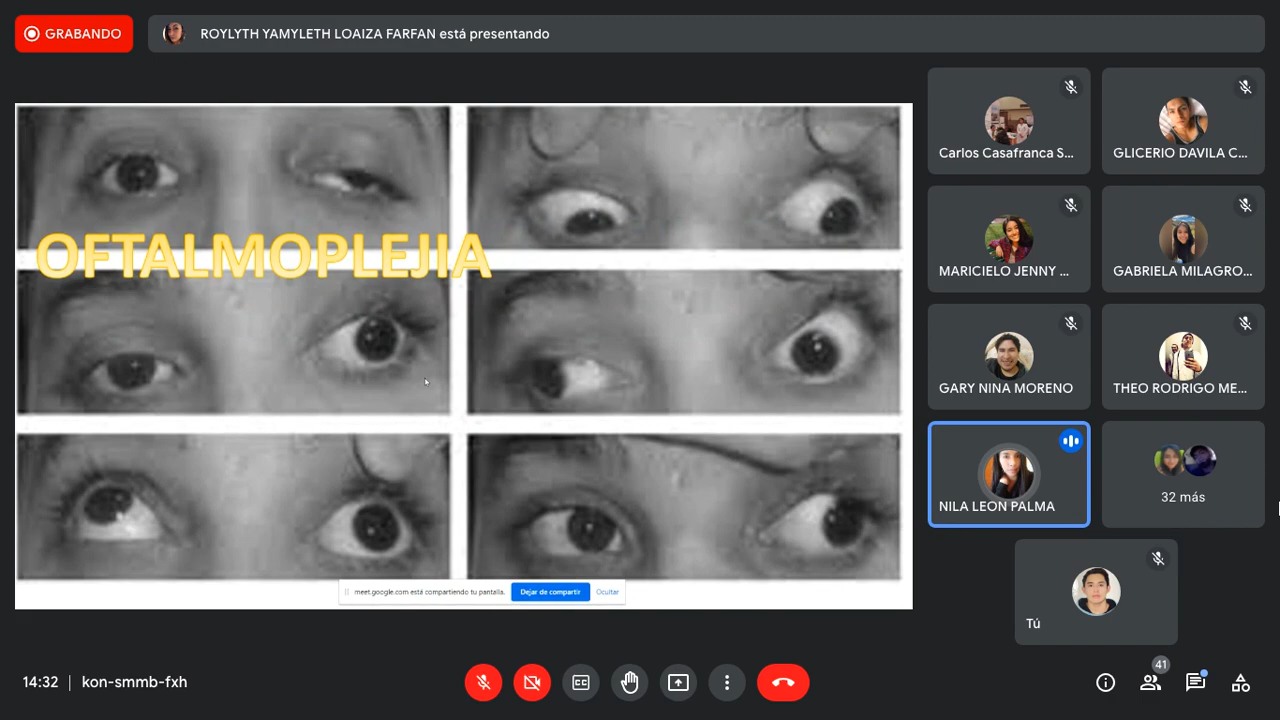 GRABANDO
ROYLYTH YAMYLETH LOAIZA FARFAN está presentando
OFTALMOPLEJIA
meet.google.com está compartiendo tu pantalla.
Dejar de compartir
Ocultar
Carlos Casafranca S...
GLICERIO DAVILA C...
MARICIELO JENNY ...
GABRIELA MILAGRO...
GARY NINA MORENO
THEO RODRIGO ME...
NILA LEON PALMA
32 más
Tú
14:32 | kon-smmb-fxh
CC
41